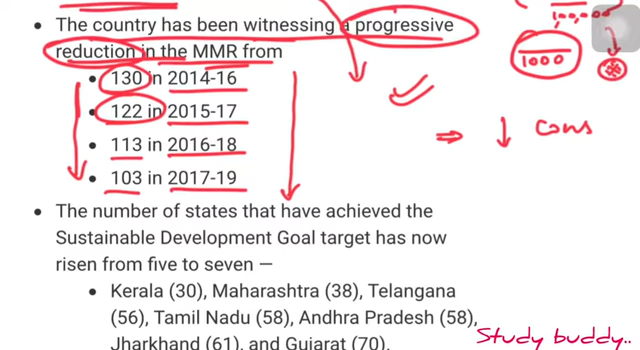 100,000
• The country has been witnessing a progressive
reduction in the MMR from
1000
• 130 in 2014-16
• 122 in 2015-17
⇒ ↓ Cons
• 113 in 2016-18
• 103 in 2017-19
• The number of states that have achieved the
Sustainable Development Goal target has now
risen from five to seven —
• Kerala (30), Maharashtra (38), Telangana
(56), Tamil Nadu (58), Andhra Pradesh (58),
Jharkhand (61), and Gujarat (70).
Study buddy..